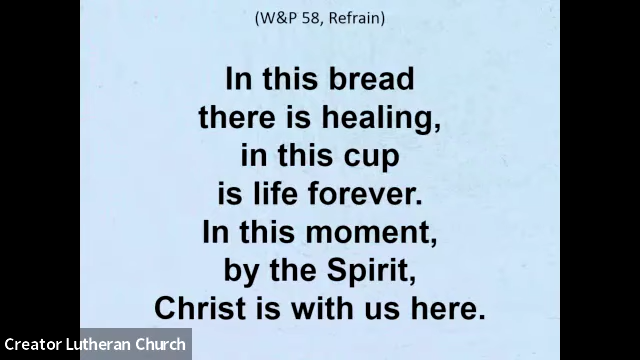 (W&P 58, Refrain)
In this bread
there is healing,
in this cup
is life forever.
In this moment,
by the Spirit,
Christ is with us here.
Creator Lutheran Church